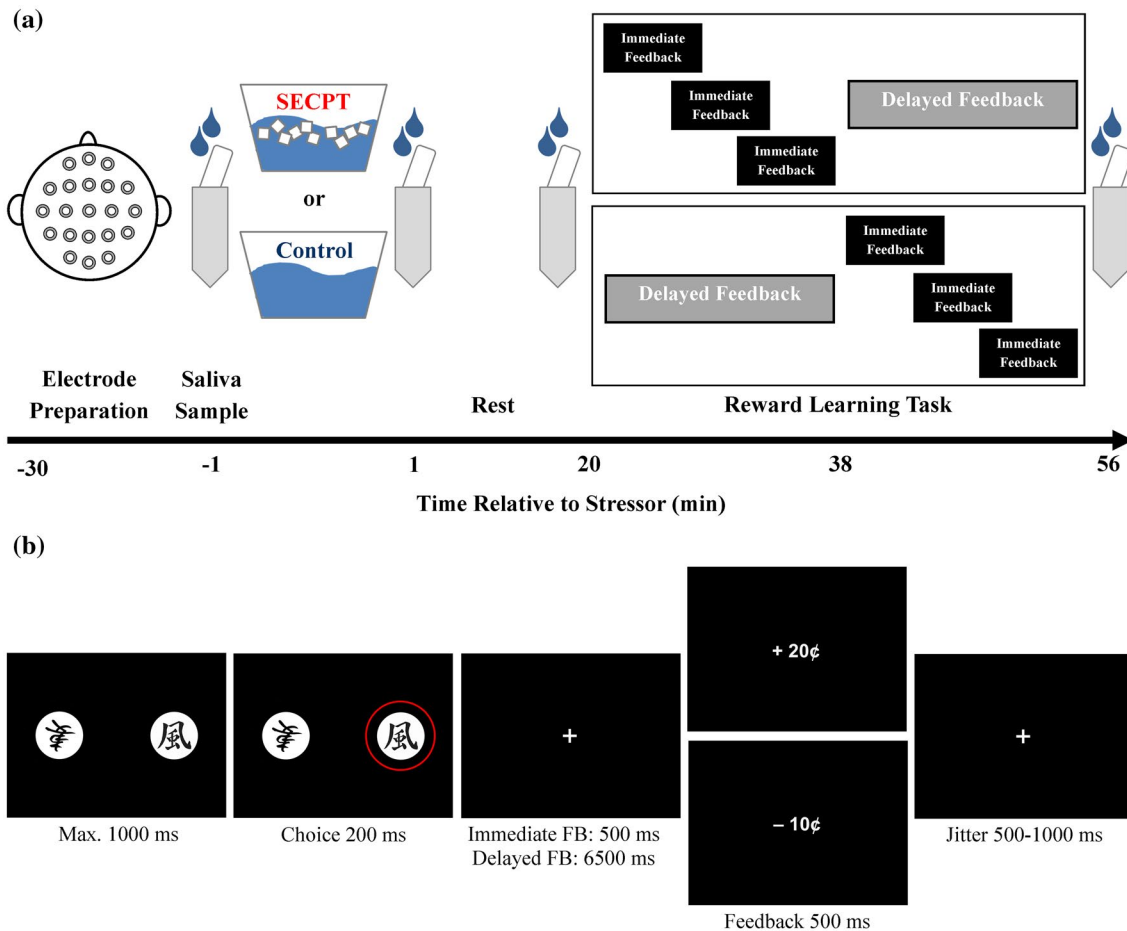 (a)
SECPT
or
Control
Immediate
Feedback
Immediate
Feedback
Immediate
Feedback
Delayed Feedback
Delayed Feedback
Immediate
Feedback
Immediate
Feedback
Immediate
Feedback
Electrode
Preparation
Saliva
Sample
Rest
Reward Learning Task
-30
-1
1
20
38
56
Time Relative to Stressor (min)
(b)
風
風
+
+ 20¢
– 10¢
+
Max. 1000 ms
Choice 200 ms
Immediate FB: 500 ms
Delayed FB: 6500 ms
Feedback 500 ms
Jitter 500-1000 ms